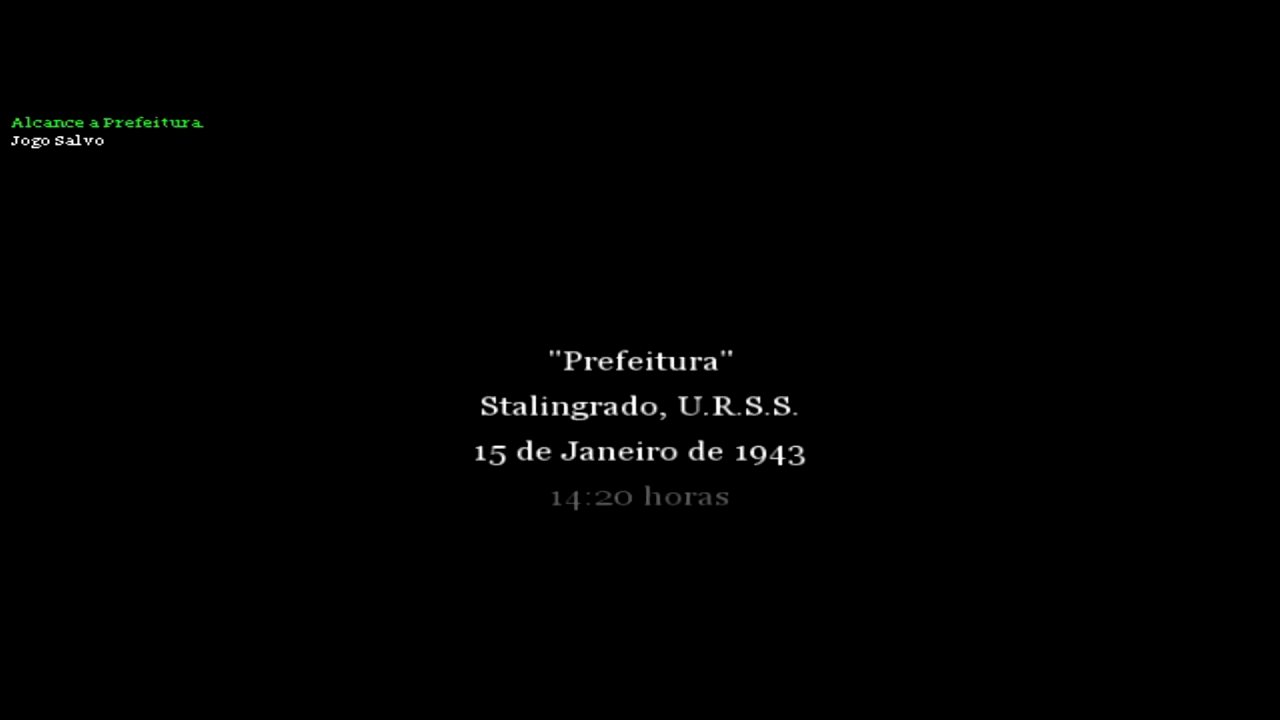 Alcance a Prefeitura.
Jogo Salvo
"Prefeitura"
Stalingrado, U.R.S.S.
15 de Janeiro de 1943
14:20 horas